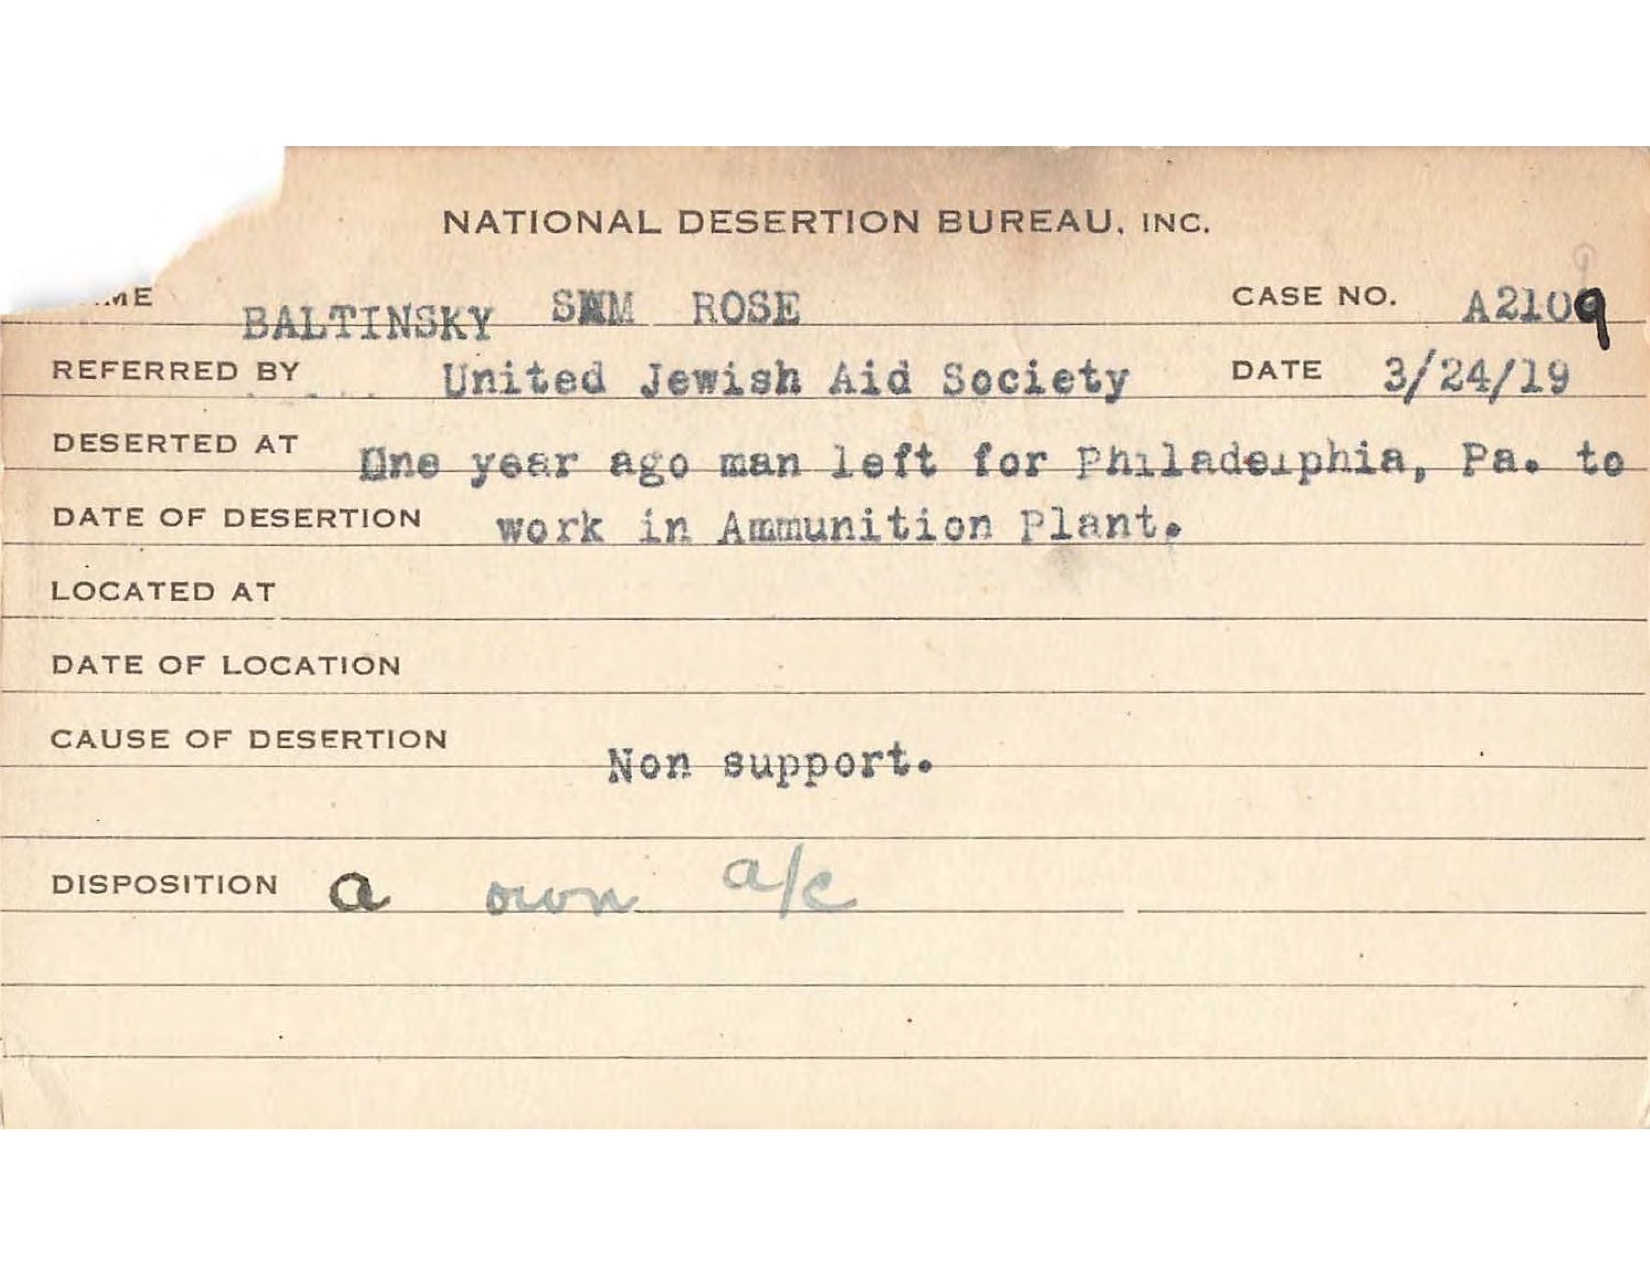 NATIONAL DESERTION BUREAU, INC.
ME BALTINSKY SAM ROSE CASE NO. A2109
REFERRED BY United Jewish Aid Society DATE 3/24/19
DESERTED AT One year ago man left for Philadelphia, Pa. to
DATE OF DESERTION work in Ammunition Plant.
LOCATED AT
DATE OF LOCATION
CAUSE OF DESERTION Non support.
DISPOSITION a own a/c